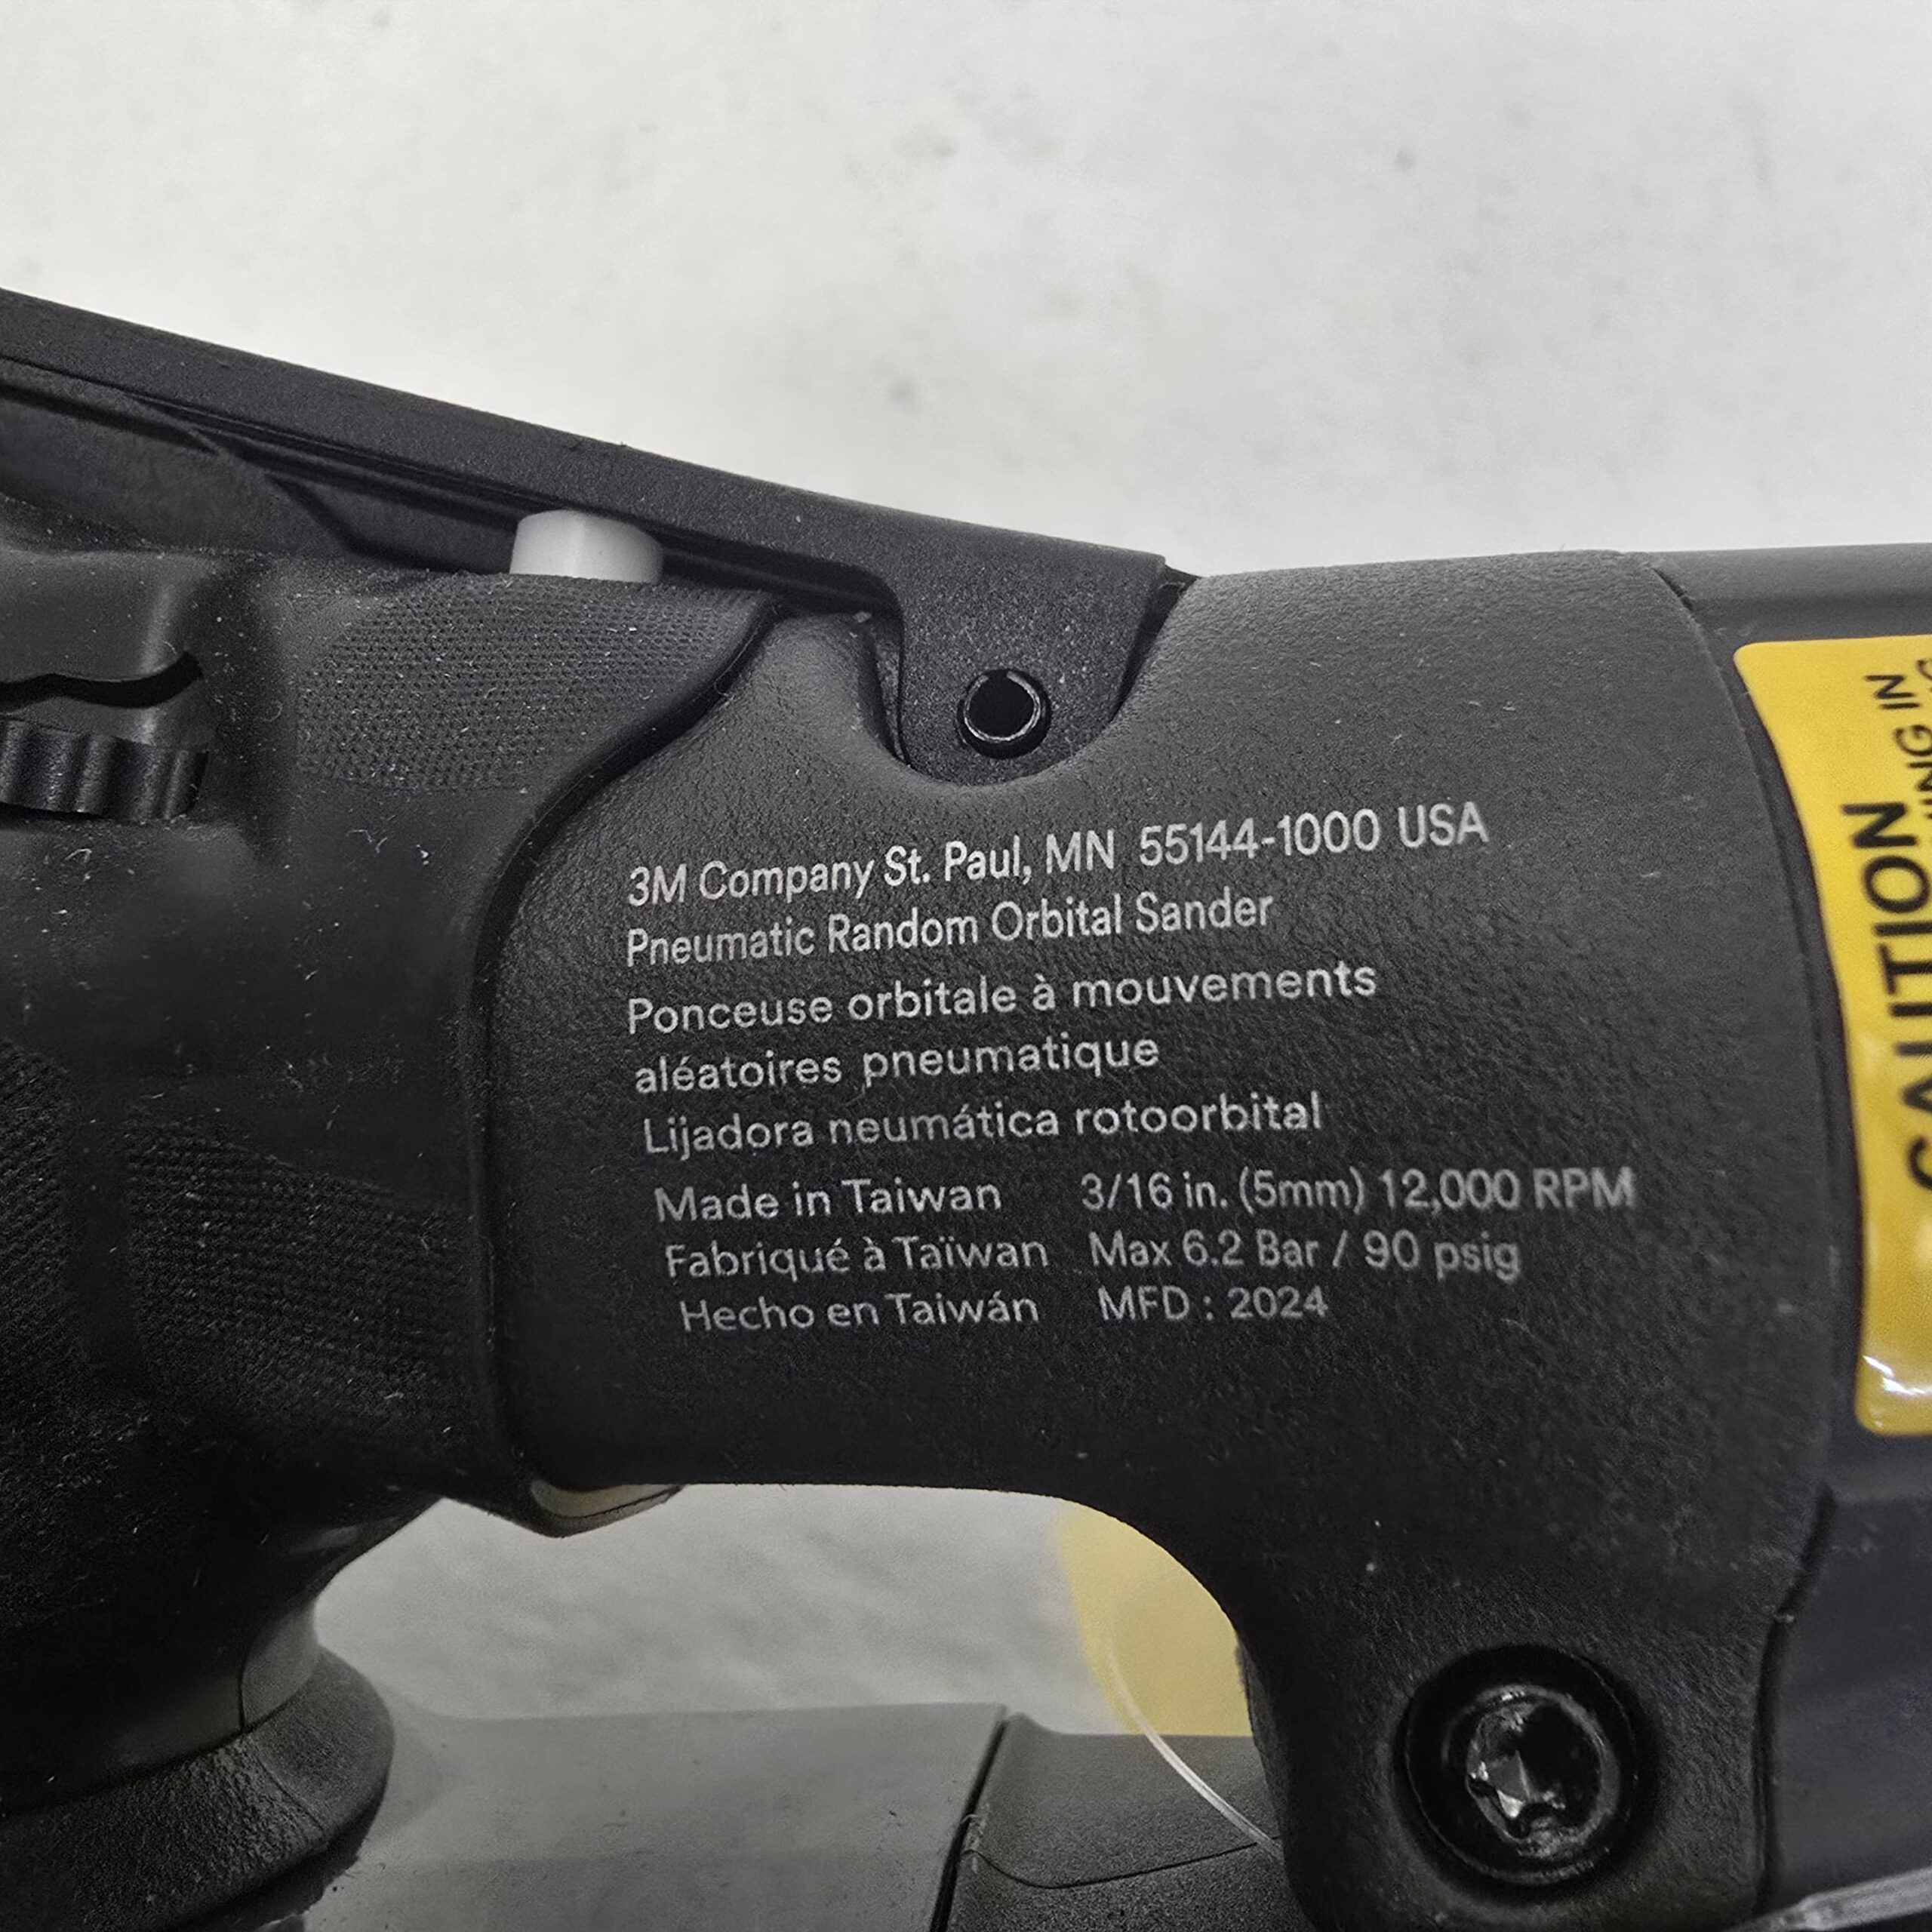 3M Company St. Paul, MN 55144-1000 USA
Pneumatic Random Orbital Sander
Ponceuse orbitale à mouvements
aléatoires pneumatique
Lijadora neumática rotoorbital
Made in Taiwan 3/16 in. (5mm) 12,000 RPM
Fabriqué à Taïwan Max 6.2 Bar / 90 psig
Hecho en Taiwán MFD : 2024
CAUTION
IN